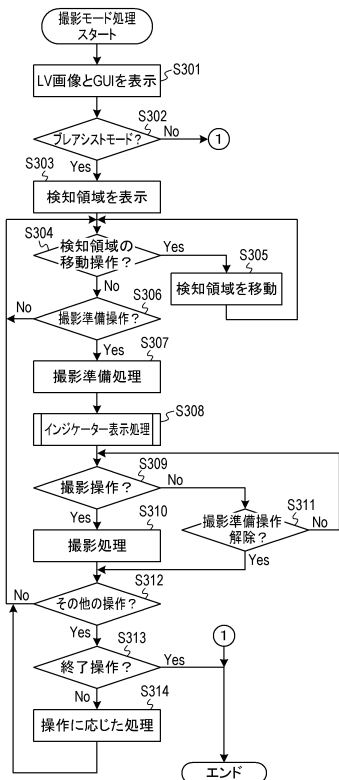 撮影モード処理
スタート
S301
LV画像とGUIを表示
S302
ブレアシストモード？
No
①
Yes
S303
検知領域を表示
S304
検知領域の
移動操作？
Yes
S305
検知領域を移動
No
S306
撮影準備操作？
No
Yes
S307
撮影準備処理
S308
インジケーター表示処理
S309
撮影操作？
No
S311
撮影準備操作
解除？
No
Yes
Yes
S310
撮影処理
S312
その他の操作？
No
Yes
①
S313
終了操作？
Yes
No
S314
操作に応じた処理
エンド